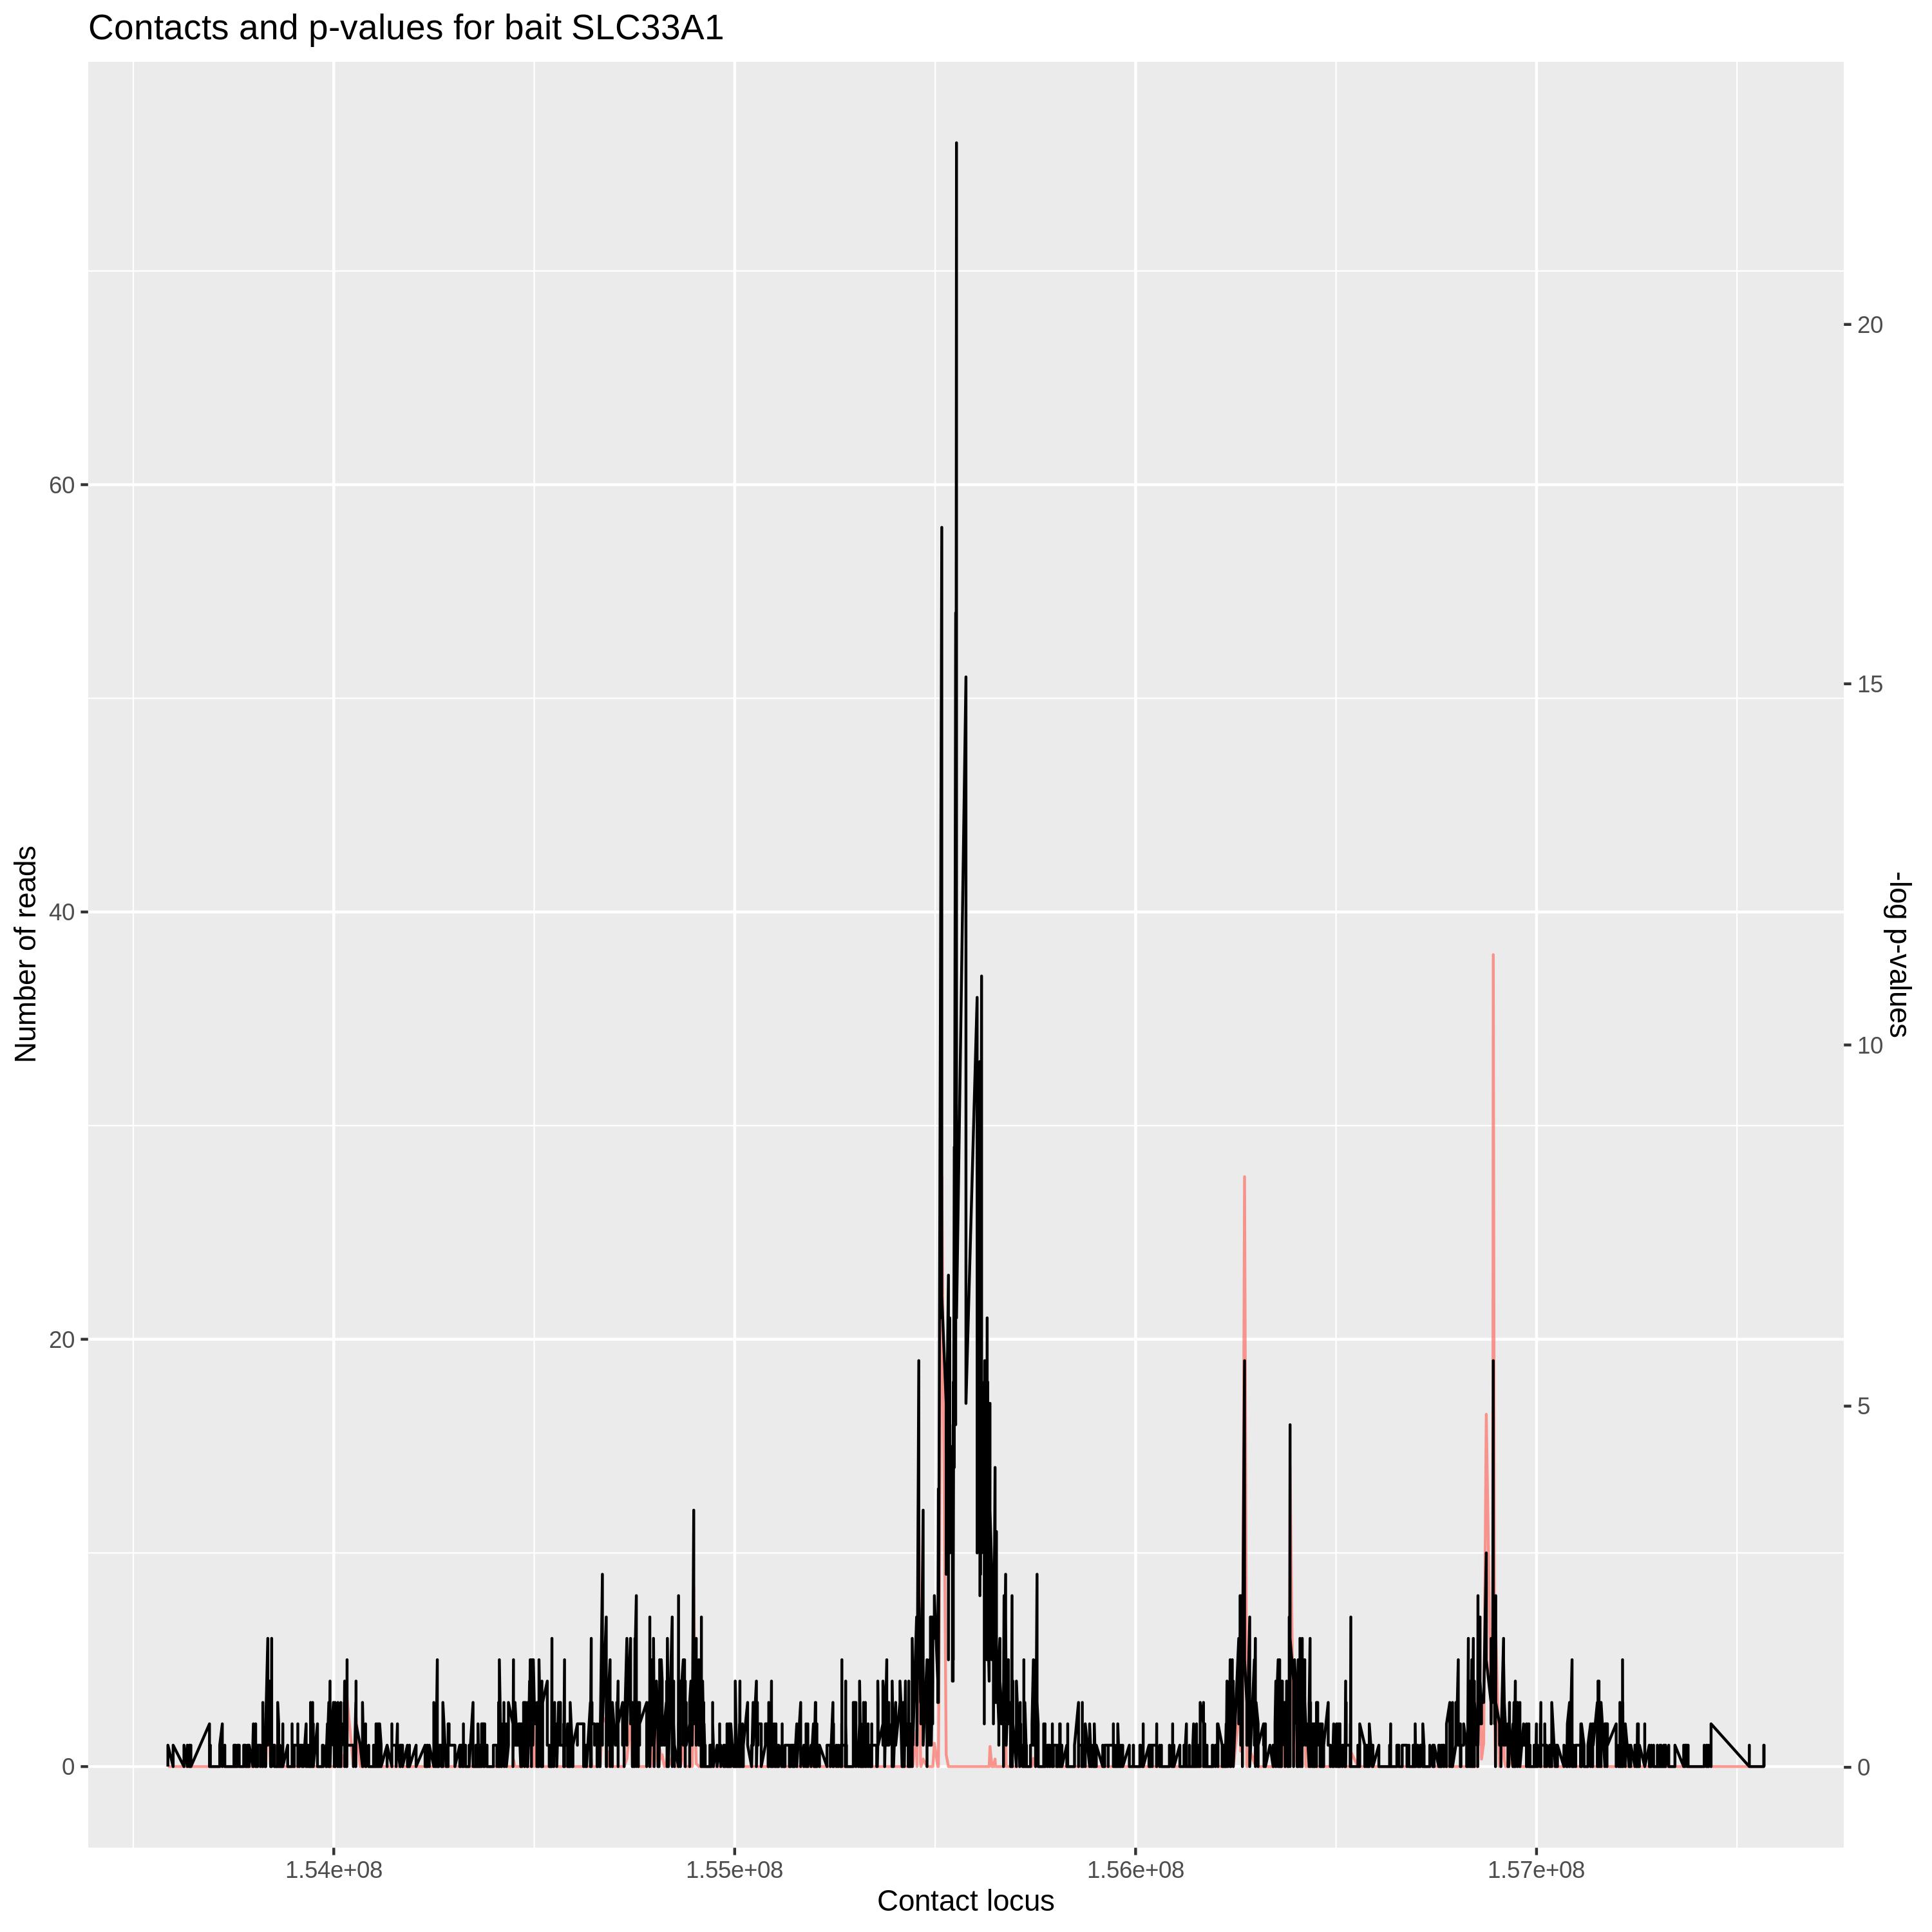 Contacts and p-values for bait SLC33A1
Number of reads
60
40
20
0
20
15
10
5
0
-log p-values
1.54e+08
1.55e+08
1.56e+08
1.57e+08
Contact locus